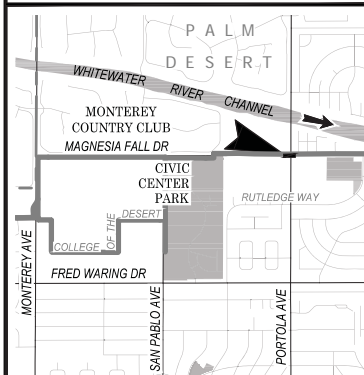 PALM
DESERT
WHITEWATER RIVER CHANNEL
MONTEREY
COUNTRY CLUB
MAGNESIA FALL DR
CIVIC
CENTER
PARK
RUTLEDGE WAY
COLLEGE OF THE DESERT
FRED WARING DR
MONTEREY AVE
SAN PABLO AVE
PORTOLA AVE